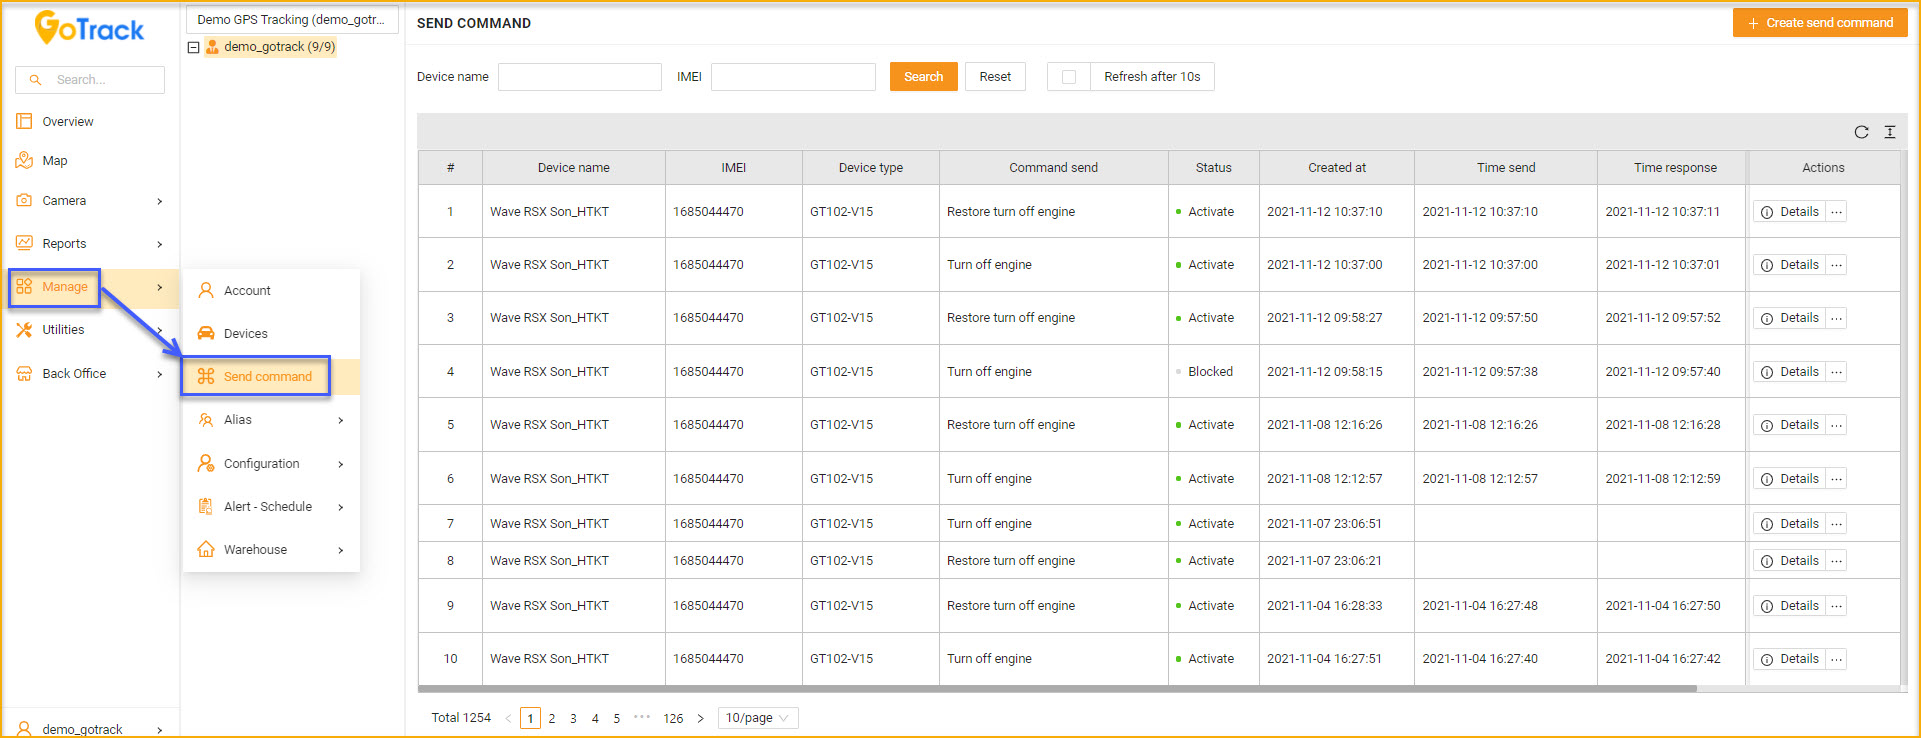 GoTrack
Search...
Overview
Map
Camera
Reports
Manage
Utilities
Back Office
demo_gotrack
Demo GPS Tracking (demo_gotr...
demo_gotrack (9/9)
Account
Devices
Send command
Alias
Configuration
Alert - Schedule
Warehouse
SEND COMMAND
+ Create send command
Device name IMEI Search Reset Refresh after 10s
# Device name IMEI Device type Command send Status Created at Time send Time response Actions
1 Wave RSX Son_HTKT 1685044470 GT102-V15 Restore turn off engine Activate 2021-11-12 10:37:10 2021-11-12 10:37:10 2021-11-12 10:37:11 Details ...
2 Wave RSX Son_HTKT 1685044470 GT102-V15 Turn off engine Activate 2021-11-12 10:37:00 2021-11-12 10:37:00 2021-11-12 10:37:01 Details ...
3 Wave RSX Son_HTKT 1685044470 GT102-V15 Restore turn off engine Activate 2021-11-12 09:58:27 2021-11-12 09:57:50 2021-11-12 09:57:52 Details ...
4 Wave RSX Son_HTKT 1685044470 GT102-V15 Turn off engine Blocked 2021-11-12 09:58:15 2021-11-12 09:57:38 2021-11-12 09:57:40 Details ...
5 Wave RSX Son_HTKT 1685044470 GT102-V15 Restore turn off engine Activate 2021-11-08 12:16:26 2021-11-08 12:16:26 2021-11-08 12:16:28 Details ...
6 Wave RSX Son_HTKT 1685044470 GT102-V15 Turn off engine Activate 2021-11-08 12:12:57 2021-11-08 12:12:57 2021-11-08 12:12:59 Details ...
7 Wave RSX Son_HTKT 1685044470 GT102-V15 Turn off engine Activate 2021-11-07 23:06:51 Details ...
8 Wave RSX Son_HTKT 1685044470 GT102-V15 Restore turn off engine Activate 2021-11-07 23:06:21 Details ...
9 Wave RSX Son_HTKT 1685044470 GT102-V15 Restore turn off engine Activate 2021-11-04 16:28:33 2021-11-04 16:27:48 2021-11-04 16:27:50 Details ...
10 Wave RSX Son_HTKT 1685044470 GT102-V15 Turn off engine Activate 2021-11-04 16:27:51 2021-11-04 16:27:40 2021-11-04 16:27:42 Details ...
Total 1254 < 1 2 3 4 5 ••• 126 > 10/page